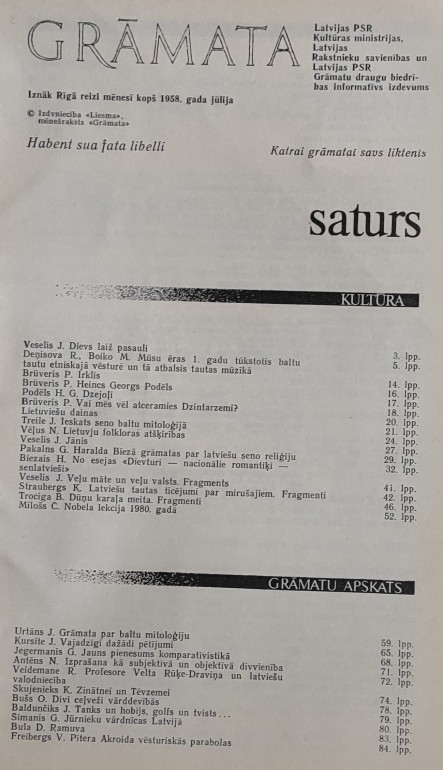 GRĀMATA
Latvijas PSR
Kultūras ministrijas,
Latvijas
Rakstnieku savienības un
Latvijas PSR
Grāmatu draugu biedrī-
bas informatīvs izdevums
Iznāk Rīgā reizi mēnesī kopš 1958. gada jūlija
© Izdvniecība «Liesma»,
mēnešraksts «Grāmata»
Habent sua fata libelli
Katrai grāmatai savs liktenis
saturs
KULTŪRA
Veselis J. Dievs laiž pasauli 3. lpp.
Deņisova R., Boiko M. Mūsu ēras 1. gadu tūkstotis baltu 5. lpp.
tautu etniskajā vēsturē un tā atbalsis tautas mūzikā
Brūveris P. Irklis 14. lpp.
Brūveris P. Heincs Georgs Podēls 16. lpp.
Podēls H. G. Dzejoļi 17. lpp.
Brūveris P. Vai mēs vēl atceramies Dzintarzemi? 18. lpp.
Lietuviešu dainas 20. lpp.
Treile J. Ieskats seno baltu mitoloģijā 21. lpp.
Vēļus N. Lietuvju folkloras atšķirības 24. lpp.
Veselis J. Jānis 27. lpp.
Pakalns G. Haralda Biezā grāmatas par latviešu seno reliģiju 29. lpp.
Biezais H. No esejas «Dievturi — nacionālie romantiķi — 32. lpp.
senlatvieši»
Veselis J. Veļu māte un veļu valsts. Fragments 41. lpp.
Straubergs K. Latviešu tautas ticējumi par mirušajiem. Fragmenti 42. lpp.
Trociga B. Dūņu karaļa meita. Fragmenti 46. lpp.
Milošs Č. Nobela lekcija 1980. gadā 52. lpp.
GRĀMATU APSKATS
Urtāns J. Grāmata par baltu mitoloģiju 59. lpp.
Kursīte J. Vajadzīgi dažādi pētījumi 65. lpp.
Jegermanis G. Jauns pienesums komparatīvistikā 68. lpp.
Antēns N. Izprašana kā subjektīvā un objektīvā divvienība 71. lpp.
Veidemane R. Profesore Velta Rūķe-Draviņa un latviešu 72. lpp.
valodniecība
Skujenieks K. Zinātnei un Tēvzemei 74. lpp.
Bušs O. Divi ceļveži vārddevībās 78. lpp.
Baldunčiks J. Tanks un hobijs, golfs un tvists ... 79. lpp.
Sīmanis G. Jūrnieku vārdnīcas Latvijā 80. lpp.
Bula D. Ramuva 83. lpp.
Freibergs V. Pitera Akroida vēsturiskās parabolas 84. lpp.